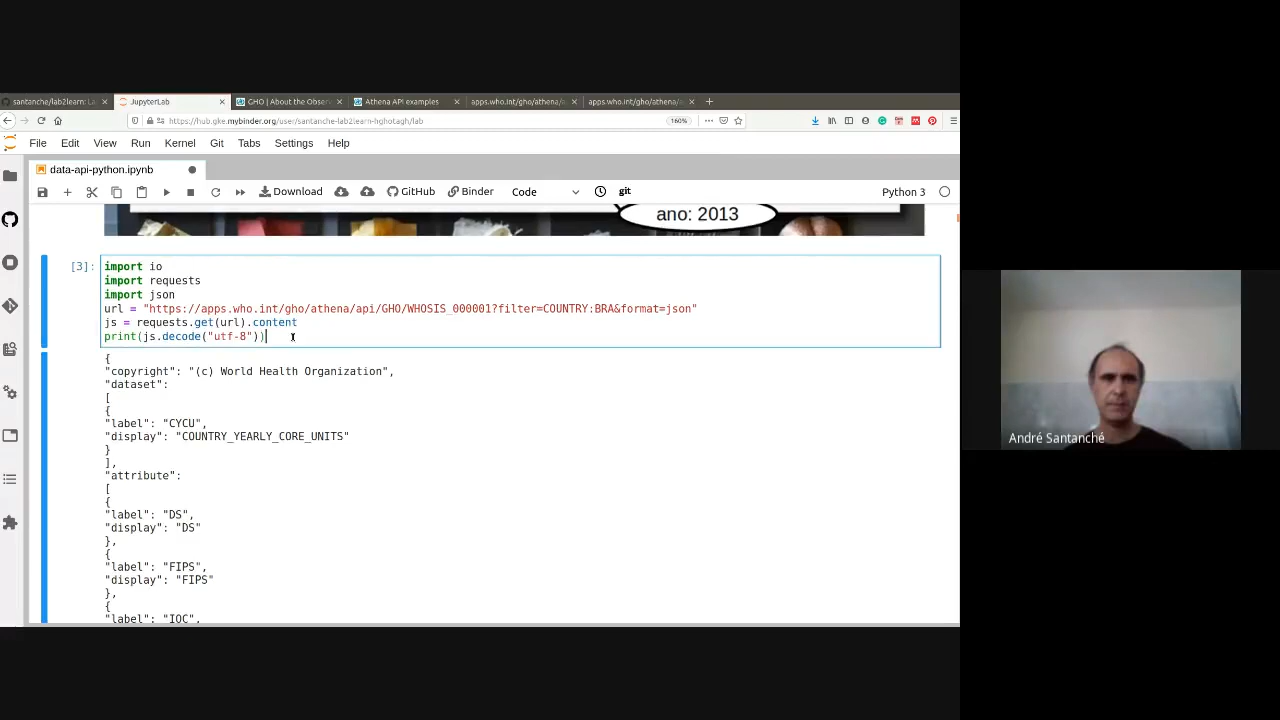 santanche/lab2learn: L
JupyterLab
GHO | About the Obser
Athena API examples
apps.who.int/gho/athena/
apps.who.int/gho/athena/
https://hub.gke.mybinder.org/user/santanche-lab2learn-hghotagh/lab
160%
File Edit View Run Kernel Git Tabs Settings Help
data-api-python.ipynb
Download GitHub Binder Code git Python 3
ano: 2013
[3]:
import io
import requests
import json
url = "https://apps.who.int/gho/athena/api/GHO/WHOSIS_000001?filter=COUNTRY:BRA&format=json"
js = requests.get(url).content
print(js.decode("utf-8"))
{
"copyright": "(c) World Health Organization",
"dataset":
[
{
"label": "CYCU",
"display": "COUNTRY_YEARLY_CORE_UNITS"
}
],
"attribute":
[
{
"label": "DS",
"display": "DS"
},
{
"label": "FIPS",
"display": "FIPS"
},
{
"label": "IOC",
André Santanché